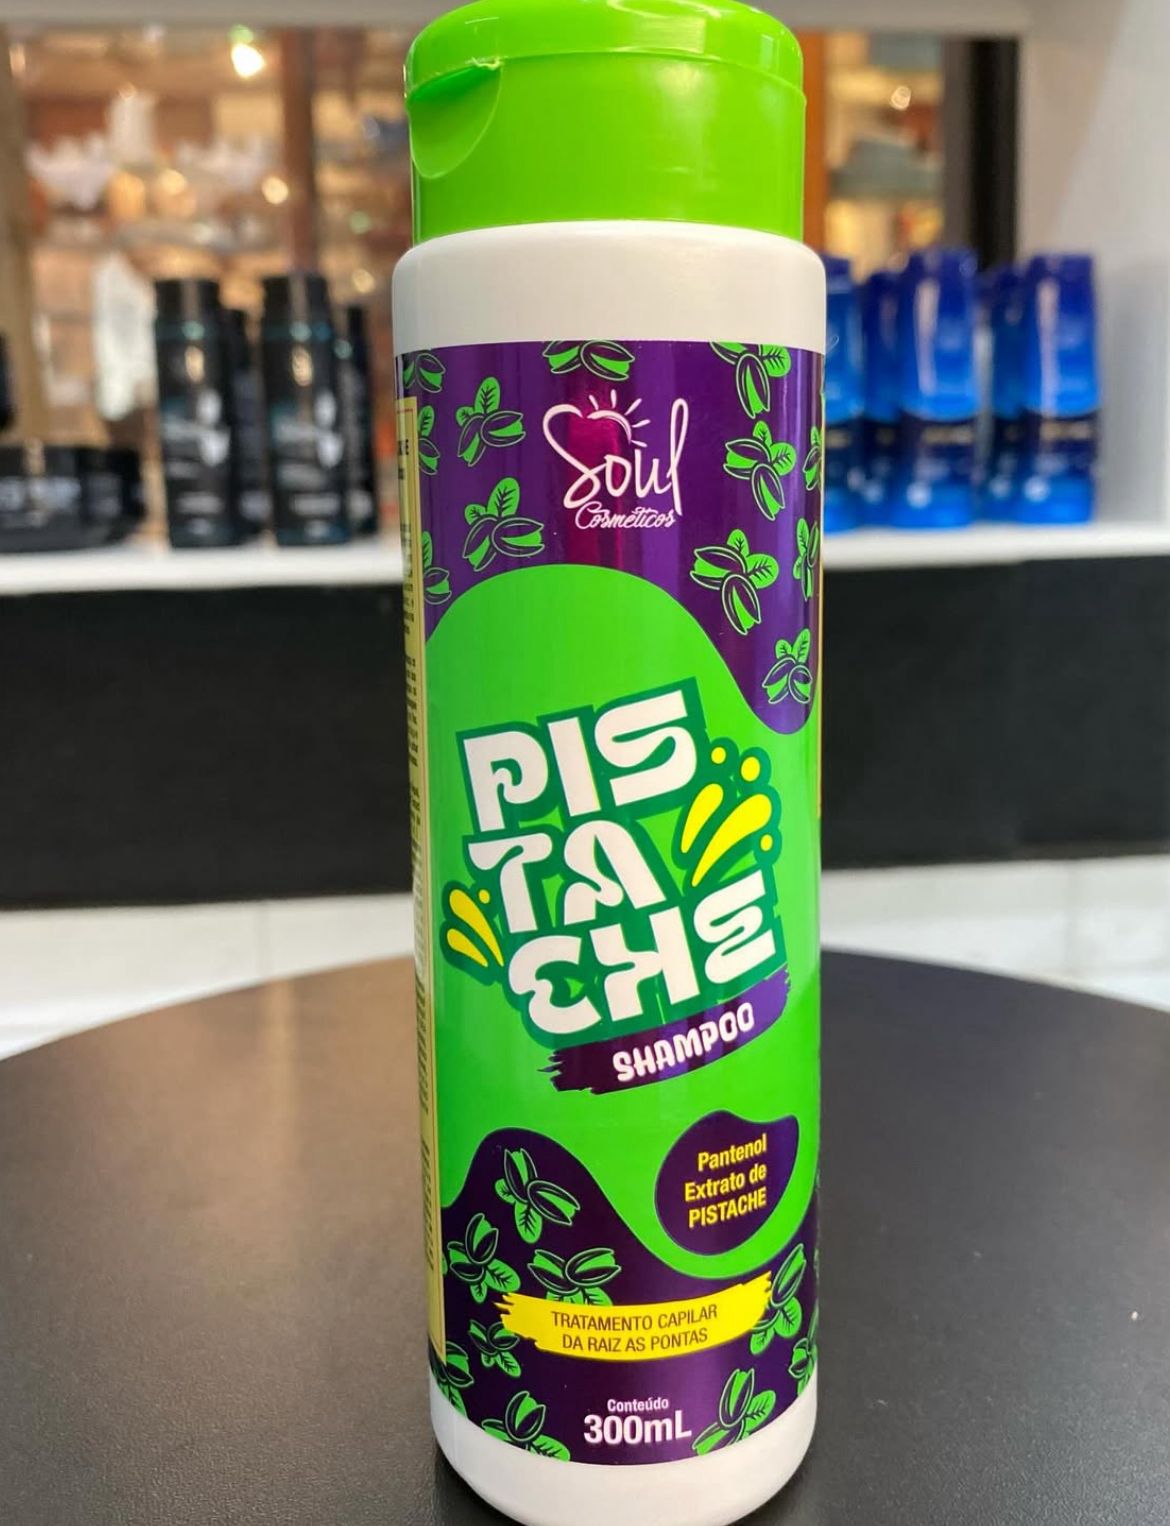 Soul
Cosméticos
PIS
TA
CHE
SHAMPOO
Pantenol
Extrato de
PISTACHE
TRATAMENTO CAPILAR
DA RAIZ AS PONTAS
Conteúdo
300mL